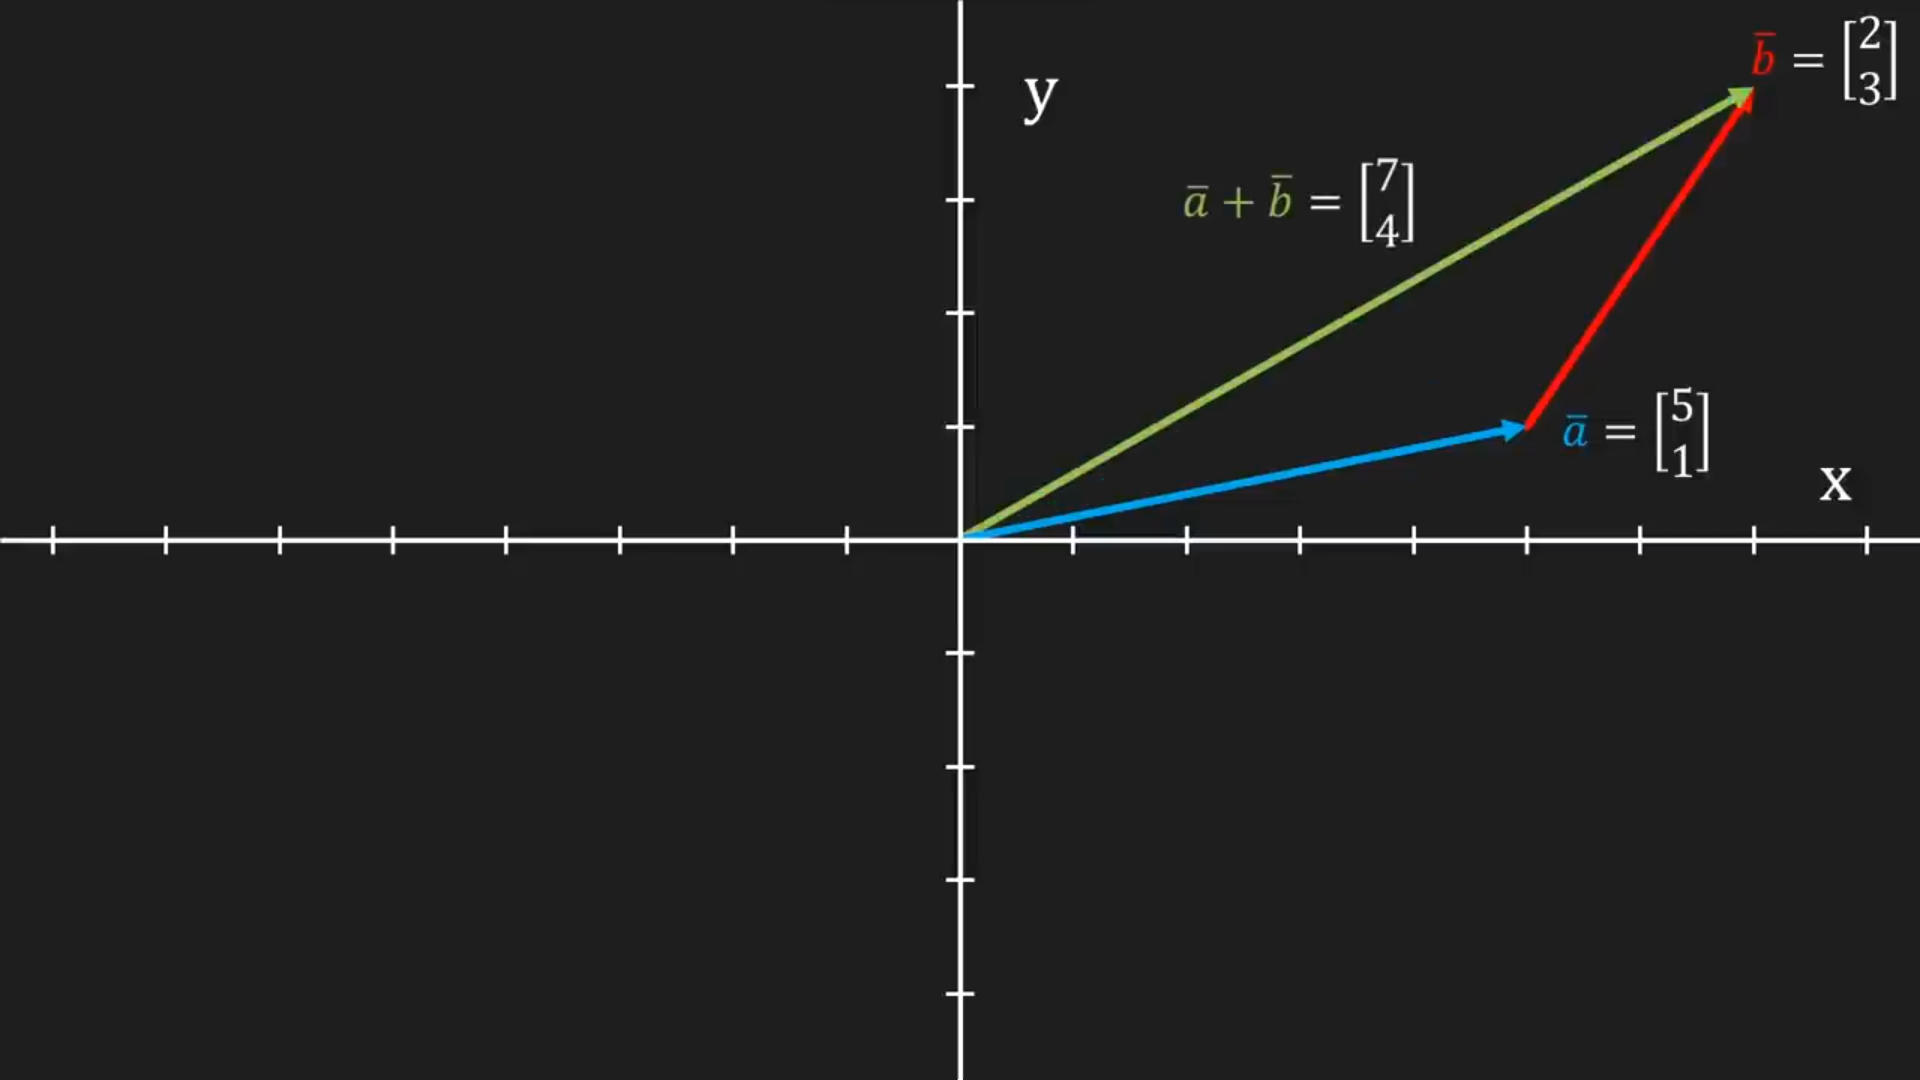 b̅ = [2 3]
y
a̅ + b̅ = [7 4]
a̅ = [5 1]
x